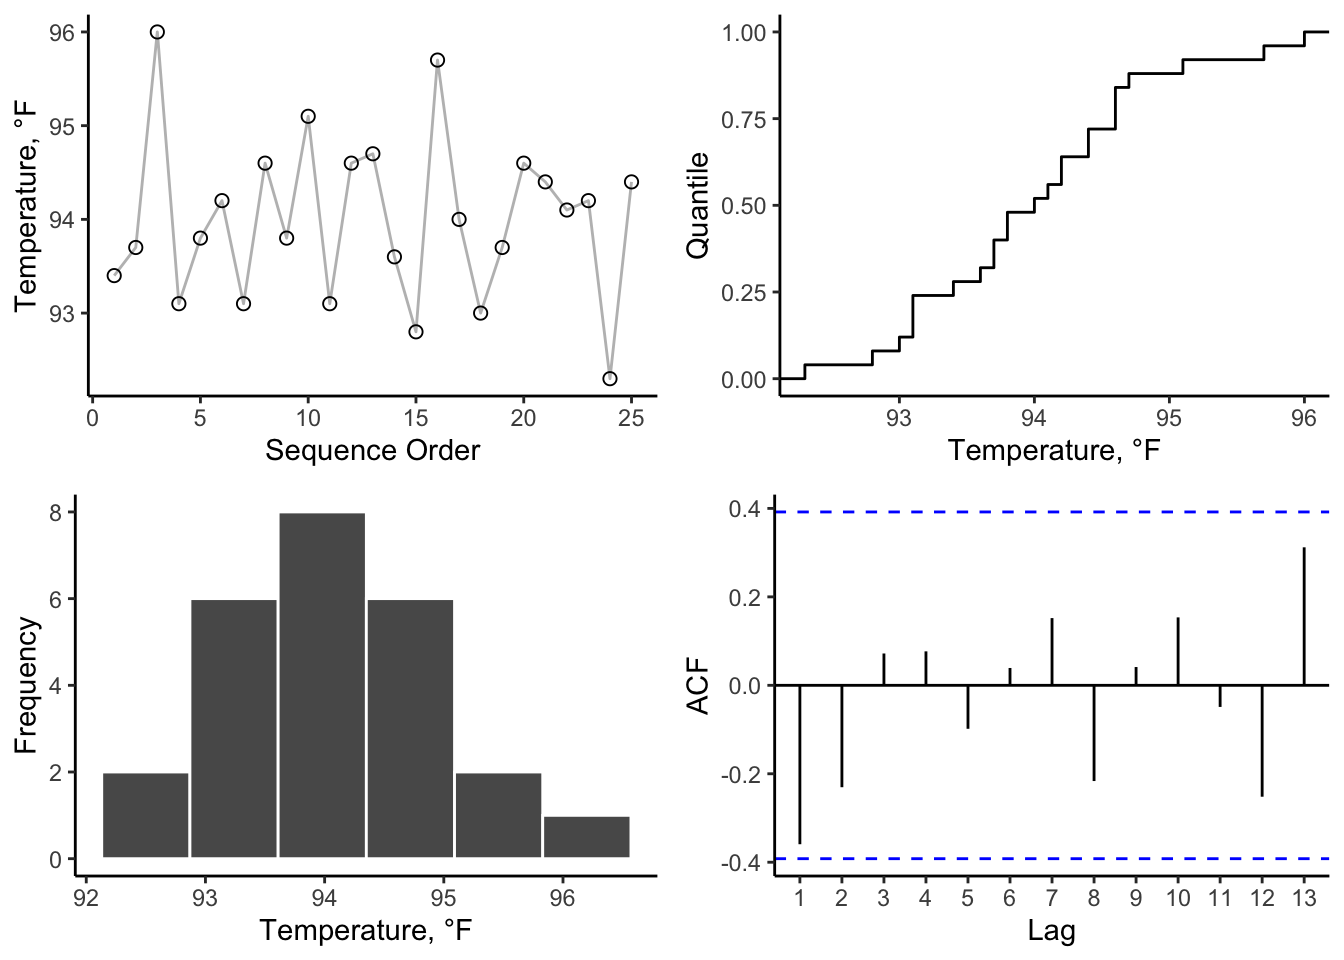 Temperature, °F
96
95
94
93
0 5 10 15 20 25
Sequence Order
Quantile
1.00
0.75
0.50
0.25
0.00
93 94 95 96
Temperature, °F
Frequency
8
6
4
2
0
92 93 94 95 96
Temperature, °F
ACF
0.4
0.2
0.0
-0.2
-0.4
1 2 3 4 5 6 7 8 9 10 11 12 13
Lag